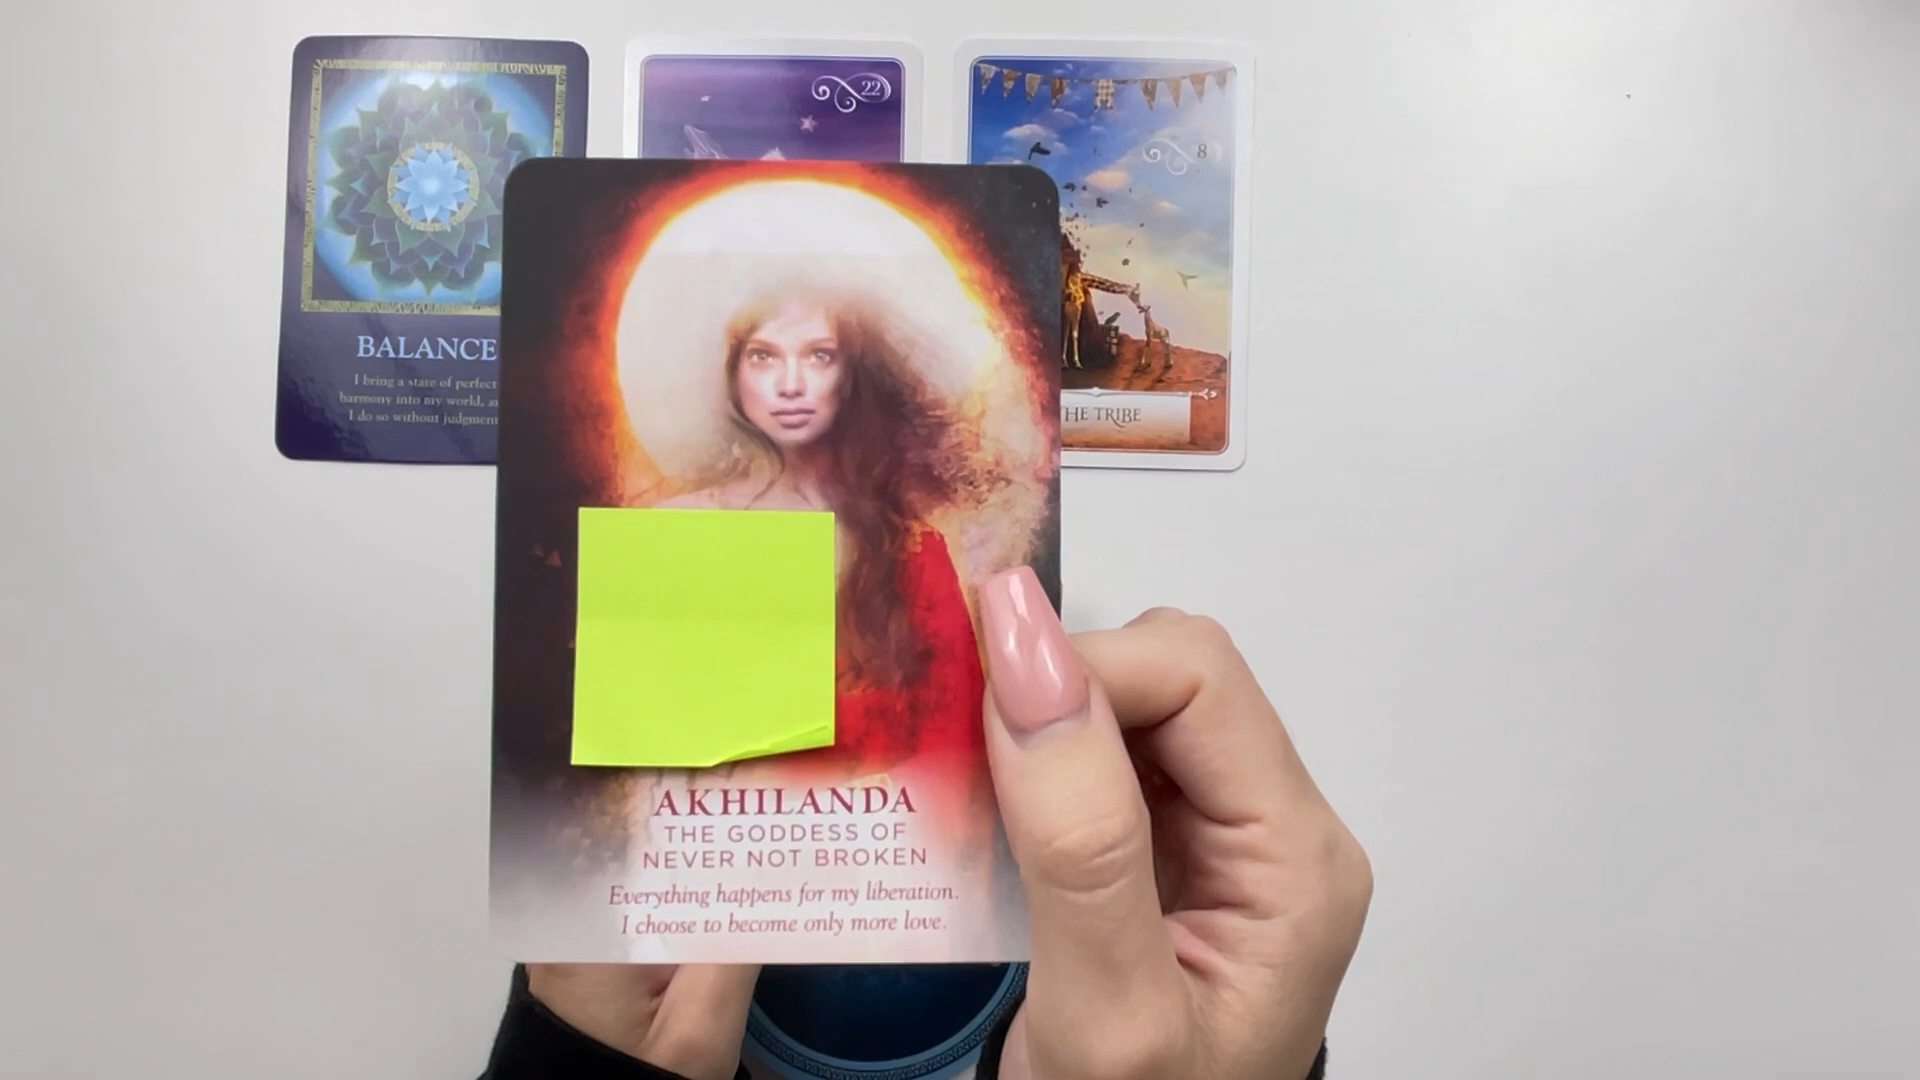 22
8
BALANCE
I bring a state of perfect
harmony into my world,
I do so without judgment
HE TRIBE
AKHILANDA
THE GODDESS OF
NEVER NOT BROKEN
Everything happens for my liberation.
I choose to become only more love.